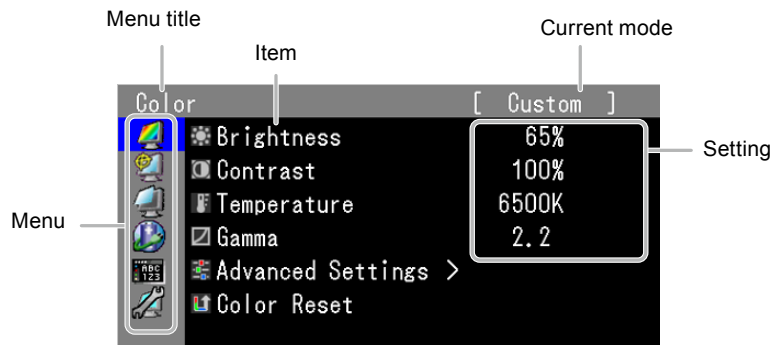 Menu title
Current mode
Item
Color [ Custom ]
Brightness 65%
Setting
Contrast 100%
Temperature 6500K
Menu
Gamma 2.2
ABC
123
Advanced Settings >
Color Reset